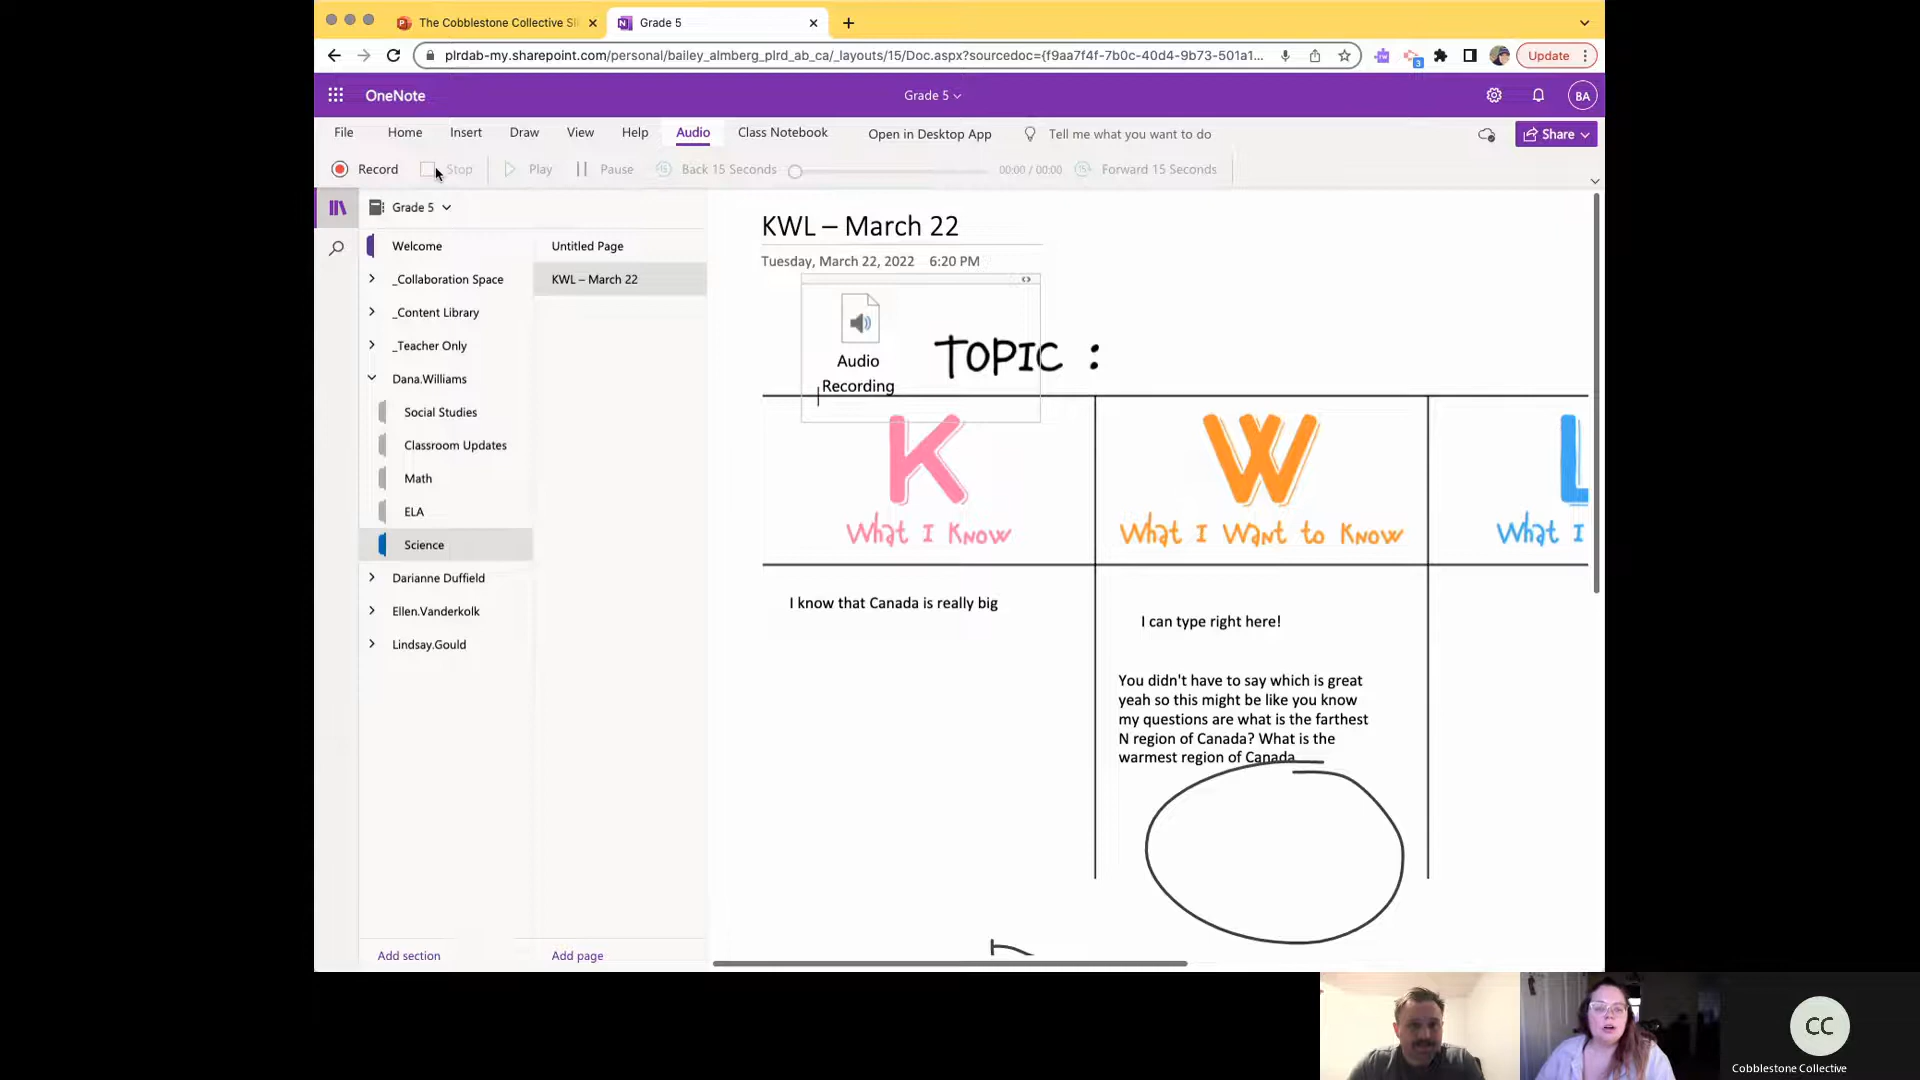 The Cobblestone Collective Sli
Grade 5
plrdab-my.sharepoint.com/personal/bailey_almberg_plrd_ab_ca/_layouts/15/Doc.aspx?sourcedoc={f9aa7f4f-7b0c-40d4-9b73-501a1...
3
Update
OneNote
Grade 5
BA
File Home Insert Draw View Help Audio Class Notebook Open in Desktop App Tell me what you want to do Share
Record Stop Play Pause Back 15 Seconds 00:00 / 00:00 Forward 15 Seconds
Grade 5
Welcome
_Collaboration Space
_Content Library
_Teacher Only
Dana.Williams
Social Studies
Classroom Updates
Math
ELA
Science
Darianne Duffield
Ellen.Vanderkolk
Lindsay.Gould
Add section
Untitled Page
KWL – March 22
Add page
KWL – March 22
Tuesday, March 22, 2022 6:20 PM
Audio
Recording
TOPIC :
K
What I Know
W
What I Want to Know
L
What I
I know that Canada is really big
I can type right here!
You didn't have to say which is great
yeah so this might be like you know
my questions are what is the farthest
N region of Canada? What is the
warmest region of Canada
CC
Cobblestone Collective